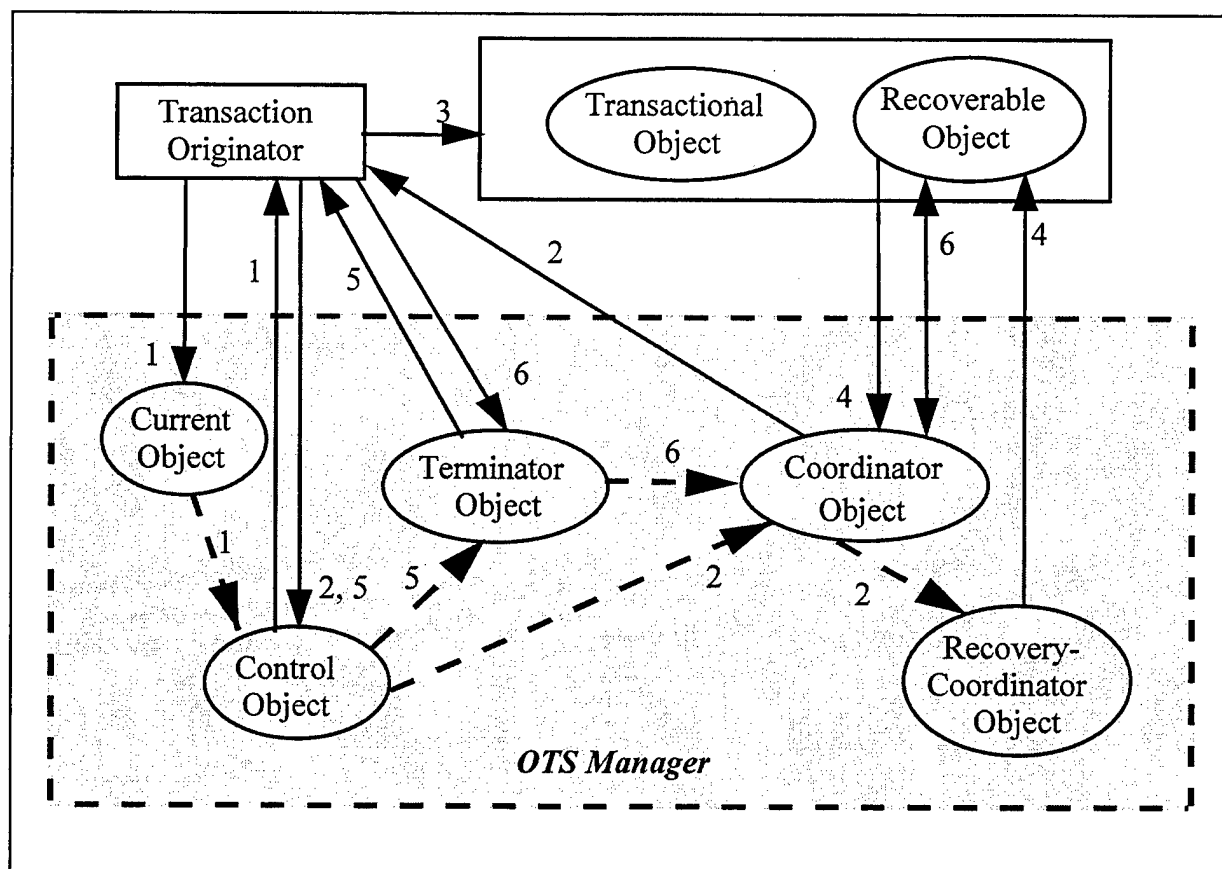 Transaction
Originator
3
Transactional
Object
Recoverable
Object
1
5
2
6
4
1
6
4
Current
Object
Terminator
Object
6
Coordinator
Object
1
2, 5
5
2
2
Control
Object
Recovery-
Coordinator
Object
OTS Manager